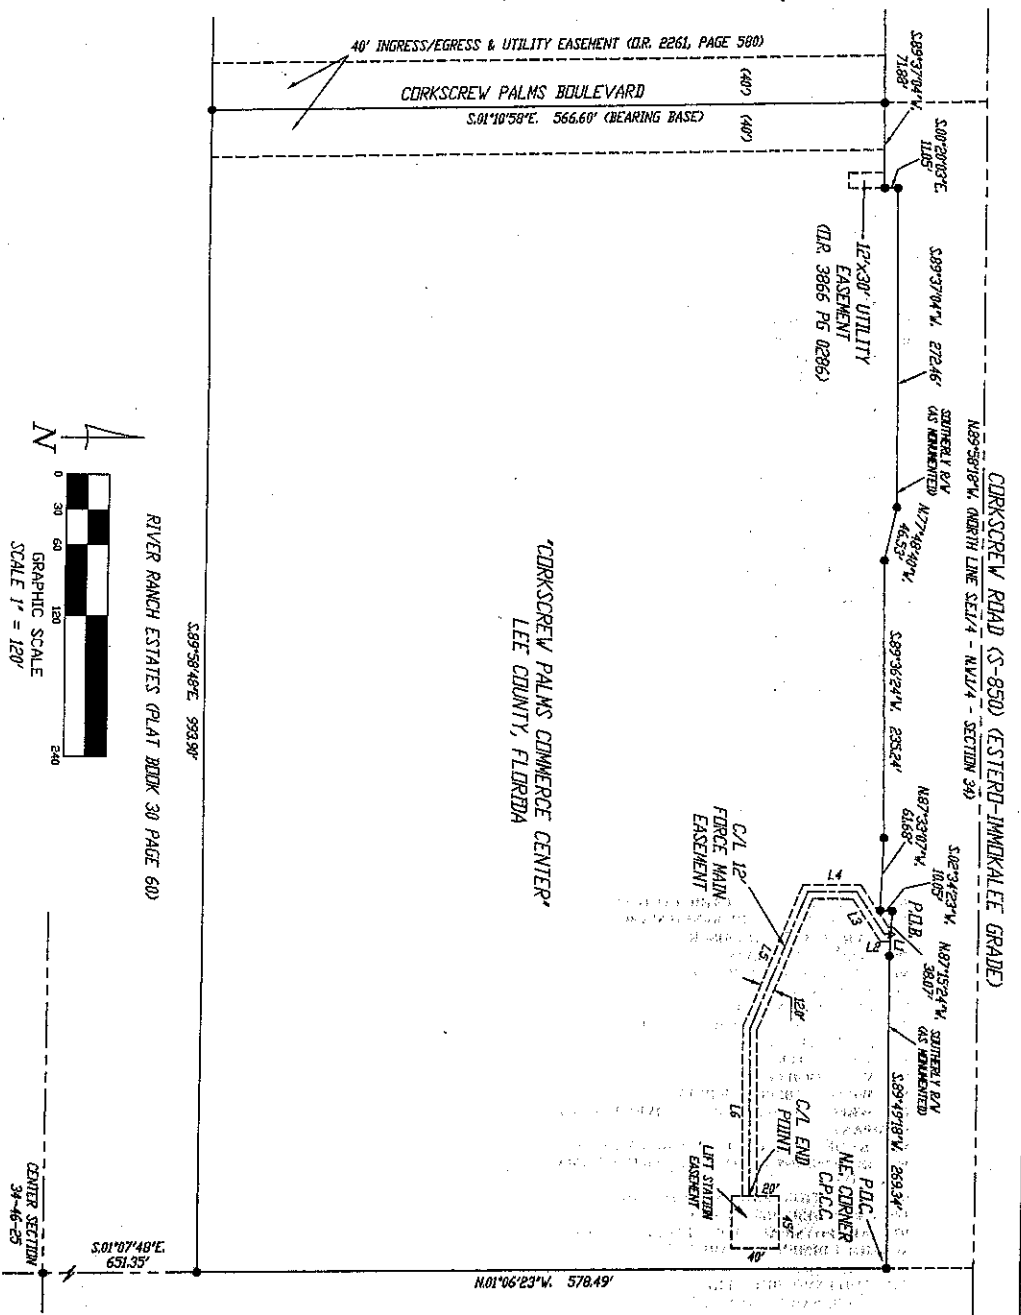 CORKSCREW ROAD (S-850) (ESTERO-IMMOKALEE GRADE)
N.89°58'18"W. (NORTH LINE SE1/4 - NW1/4 - SECTION 34)
S.89°37'04"W.
71.88'
S.00°20'03"E.
11.05'
S.89°37'04"W. 272.46'
SOUTHERLY R/W
(AS MONUMENTED)
N.77°48'40"W.
46.53'
S.89°36'24"W. 235.24'
N.87°33'07"W.
61.68'
S.02°34'23"W.
10.05'
P.O.B.
N.87°15'24"W.
38.07'
SOUTHERLY R/W
(AS MONUMENTED)
S.89°49'18"W. 269.34'
P.O.C.
N.E. CORNER
C.P.C.C.
40' INGRESS/EGRESS & UTILITY EASEMENT (O.R. 2261, PAGE 580)
(40')
CORKSCREW PALMS BOULEVARD
S.01°10'58"E. 566.60' (BEARING BASE)
(40')
12'x30' UTILITY
EASEMENT
(O.R. 3866 PG 0286)
L1
L2
L3
L4
L5
L6
12.0'
C/L 12'
FORCE MAIN
EASEMENT
C/L END
POINT
20'
45'
40'
LIFT STATION
EASEMENT
"CORKSCREW PALMS COMMERCE CENTER"
LEE COUNTY, FLORIDA
N.01°06'23"W. 578.49'
S.89°58'48"E. 993.90'
RIVER RANCH ESTATES (PLAT BOOK 30 PAGE 60)
N
0 30 60 120 240
GRAPHIC SCALE
SCALE 1" = 120'
S.01°07'48"E.
651.35'
CENTER SECTION
34-46-25